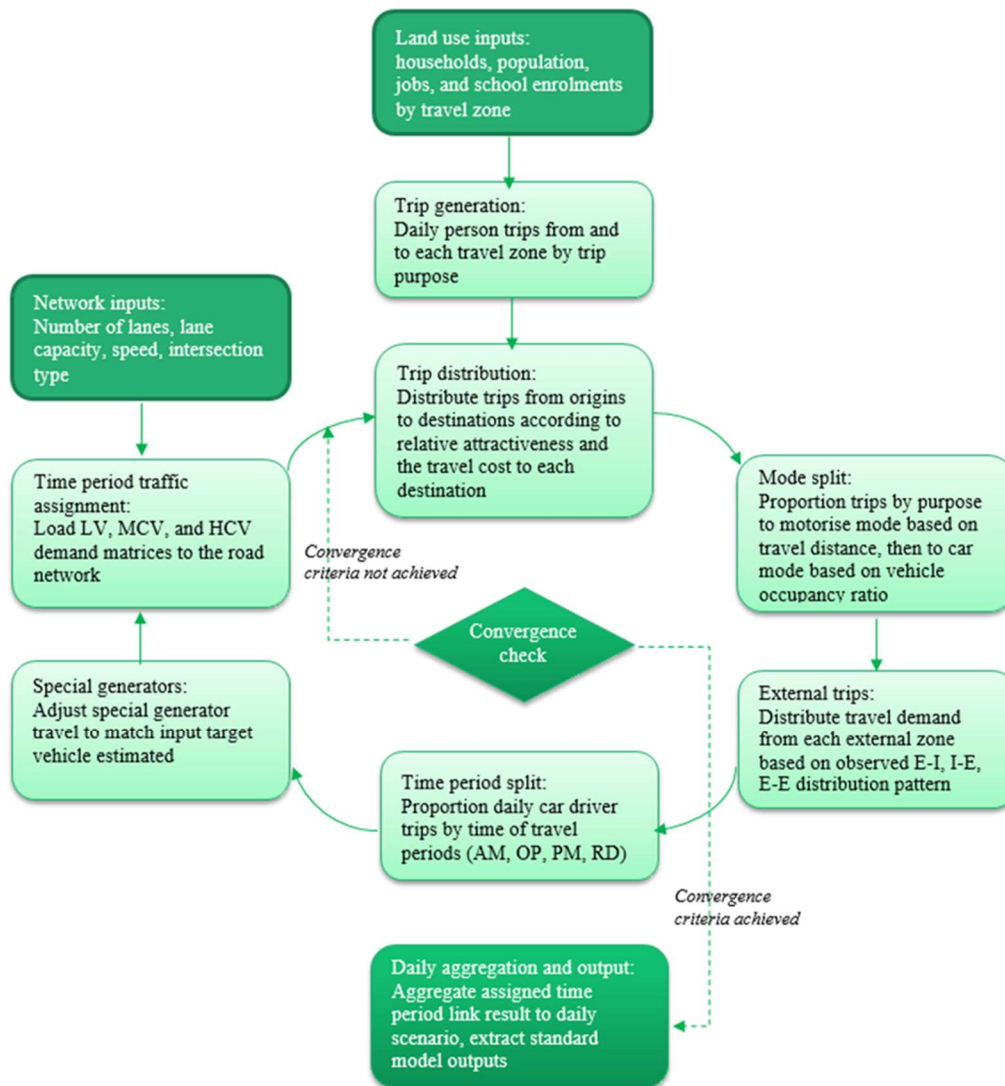 Land use inputs:
households, population,
jobs, and school enrolments
by travel zone
Trip generation:
Daily person trips from and
to each travel zone by trip
purpose
Network inputs:
Number of lanes, lane
capacity, speed, intersection
type
Trip distribution:
Distribute trips from origins
to destinations according to
relative attractiveness and
the travel cost to each
destination
Time period traffic
assignment:
Load LV, MCV, and HCV
demand matrices to the road
network
Convergence
criteria not achieved
Mode split:
Proportion trips by purpose
to motorise mode based on
travel distance, then to car
mode based on vehicle
occupancy ratio
Convergence
check
Special generators:
Adjust special generator
travel to match input target
vehicle estimated
External trips:
Distribute travel demand
from each external zone
based on observed E-I, I-E,
E-E distribution pattern
Time period split:
Proportion daily car driver
trips by time of travel
periods (AM, OP, PM, RD)
Convergence
criteria achieved
Daily aggregation and output:
Aggregate assigned time
period link result to daily
scenario, extract standard
model outputs